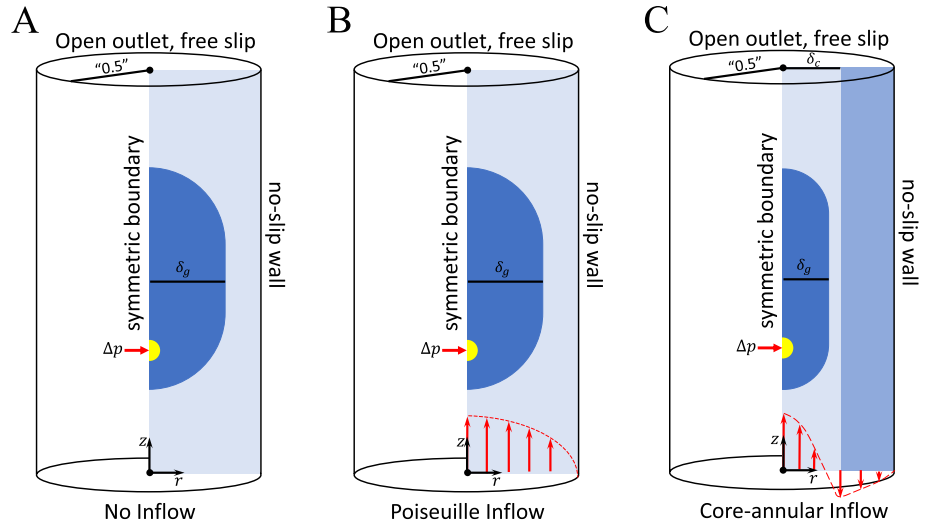 A
Open outlet, free slip
“0.5”
symmetric boundary
no-slip wall
δg
Δp
z
r
No Inflow
B
Open outlet, free slip
“0.5”
symmetric boundary
no-slip wall
δg
Δp
z
r
Poiseuille Inflow
C
Open outlet, free slip
“0.5”
δc
symmetric boundary
no-slip wall
δg
Δp
z
r
Core-annular Inflow